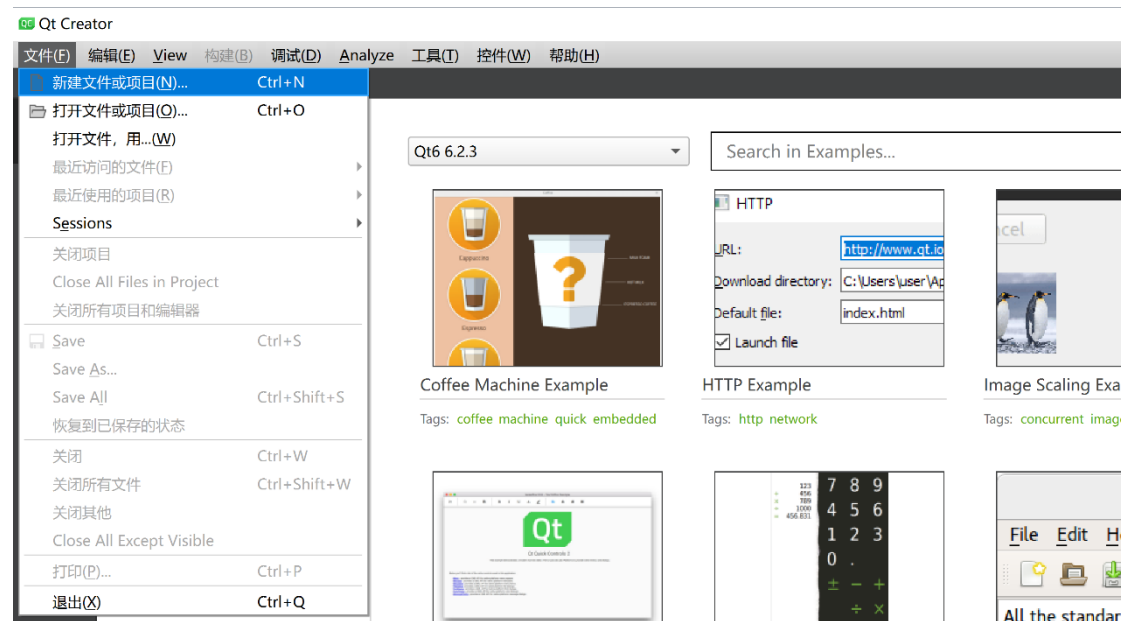 Qt Creator
文件(F) 编辑(E) View 构建(B) 调试(D) Analyze 工具(T) 控件(W) 帮助(H)
新建文件或项目(N)... Ctrl+N
打开文件或项目(O)... Ctrl+O
打开文件，用...(W)
最近访问的文件(F)
最近使用的项目(R)
Sessions
关闭项目
Close All Files in Project
关闭所有项目和编辑器
Save Ctrl+S
Save As...
Save All Ctrl+Shift+S
恢复到已保存的状态
关闭 Ctrl+W
关闭所有文件 Ctrl+Shift+W
关闭其他
Close All Except Visible
打印(P)... Ctrl+P
退出(X) Ctrl+Q
Qt6 6.2.3
Search in Examples...
Cappuccino
Espresso
?
Coffee Machine Example
Tags: coffee machine quick embedded
HTTP
URL:
http://www.qt.io
Download directory:
C:\Users\user\Ap
Default file:
index.html
Launch file
HTTP Example
Tags: http network
ncel
Image Scaling Exa
Tags: concurrent imag
Qt
Qt Quick Controls 2
123
+ 456
× 789
÷ 1000
= 456.831
7 8 9
4 5 6
1 2 3
0 .
± − +
÷ ×
File Edit He
All the standar